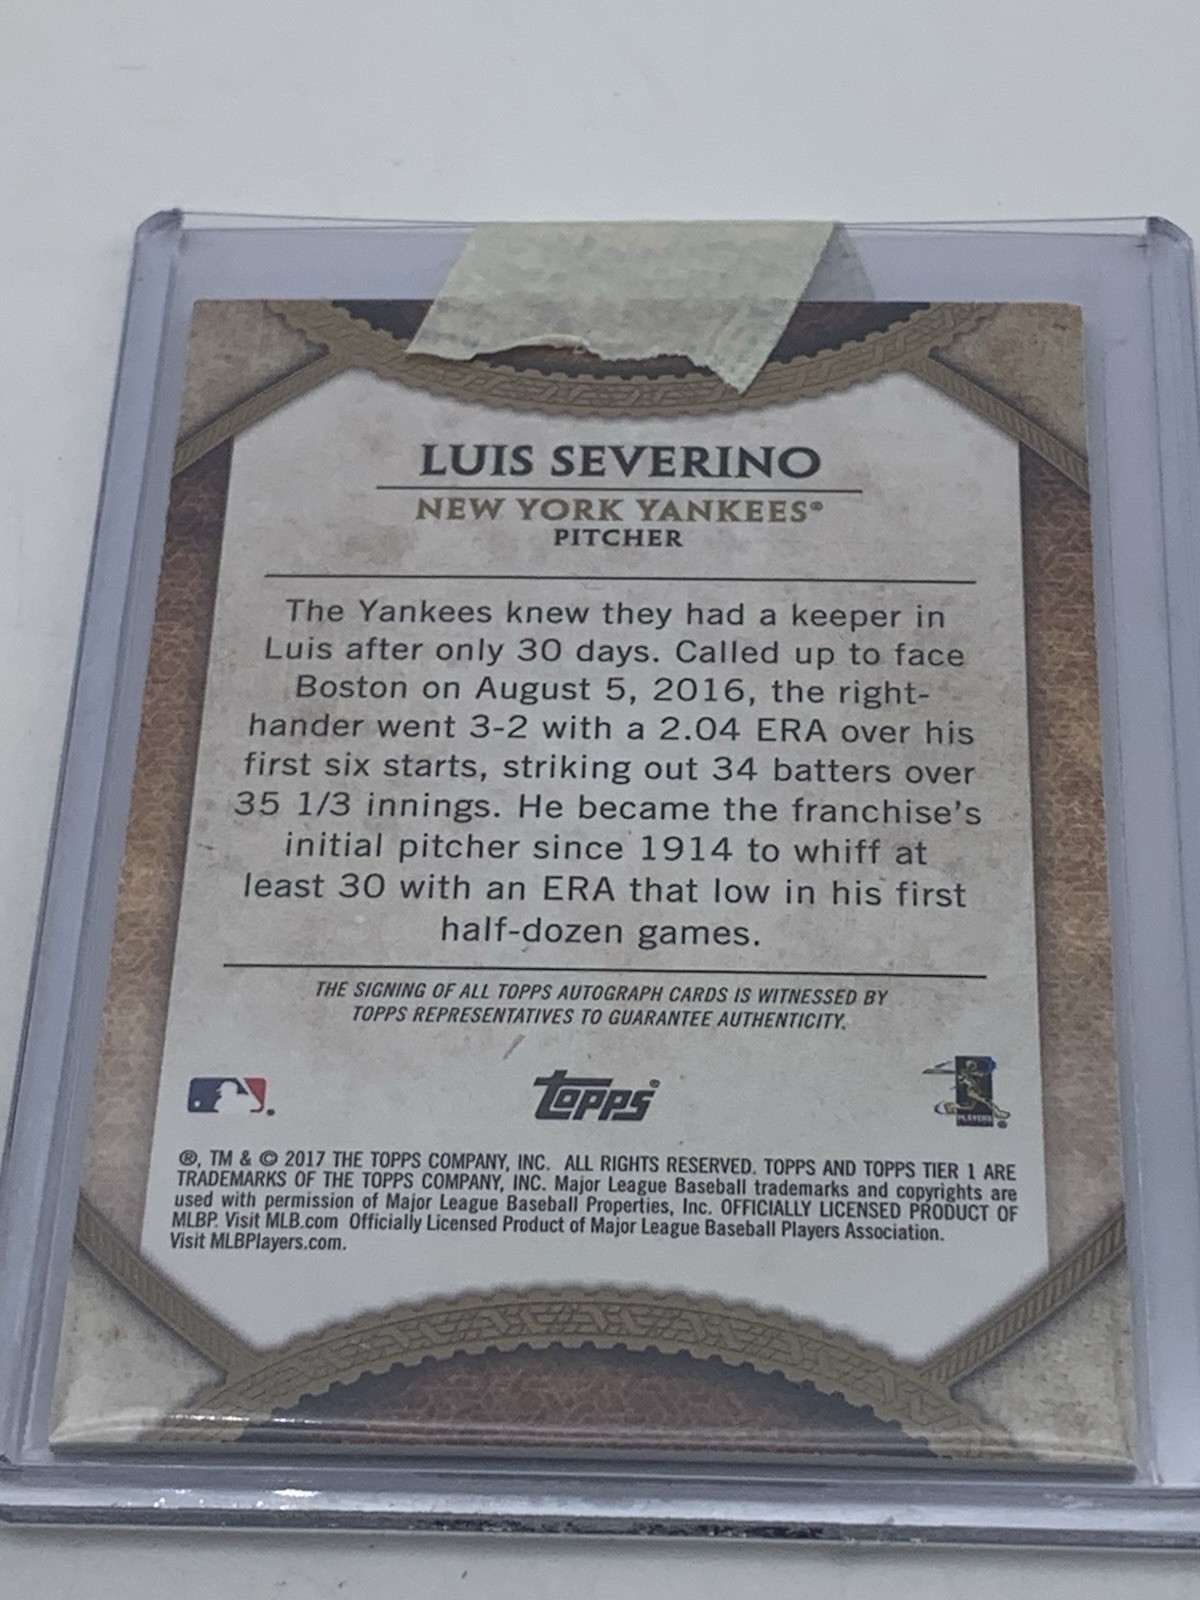 LUIS SEVERINO
NEW YORK YANKEES®
PITCHER
The Yankees knew they had a keeper in
Luis after only 30 days. Called up to face
Boston on August 5, 2016, the right-
hander went 3-2 with a 2.04 ERA over his
first six starts, striking out 34 batters over
35 1/3 innings. He became the franchise's
initial pitcher since 1914 to whiff at
least 30 with an ERA that low in his first
half-dozen games.
THE SIGNING OF ALL TOPPS AUTOGRAPH CARDS IS WITNESSED BY
TOPPS REPRESENTATIVES TO GUARANTEE AUTHENTICITY.
topps®
PLAYERS ®
®, TM & © 2017 THE TOPPS COMPANY, INC. ALL RIGHTS RESERVED. TOPPS AND TOPPS TIER 1 ARE
TRADEMARKS OF THE TOPPS COMPANY, INC. Major League Baseball trademarks and copyrights are
used with permission of Major League Baseball Properties, Inc. OFFICIALLY LICENSED PRODUCT OF
MLBP. Visit MLB.com Officially Licensed Product of Major League Baseball Players Association.
Visit MLBPlayers.com.